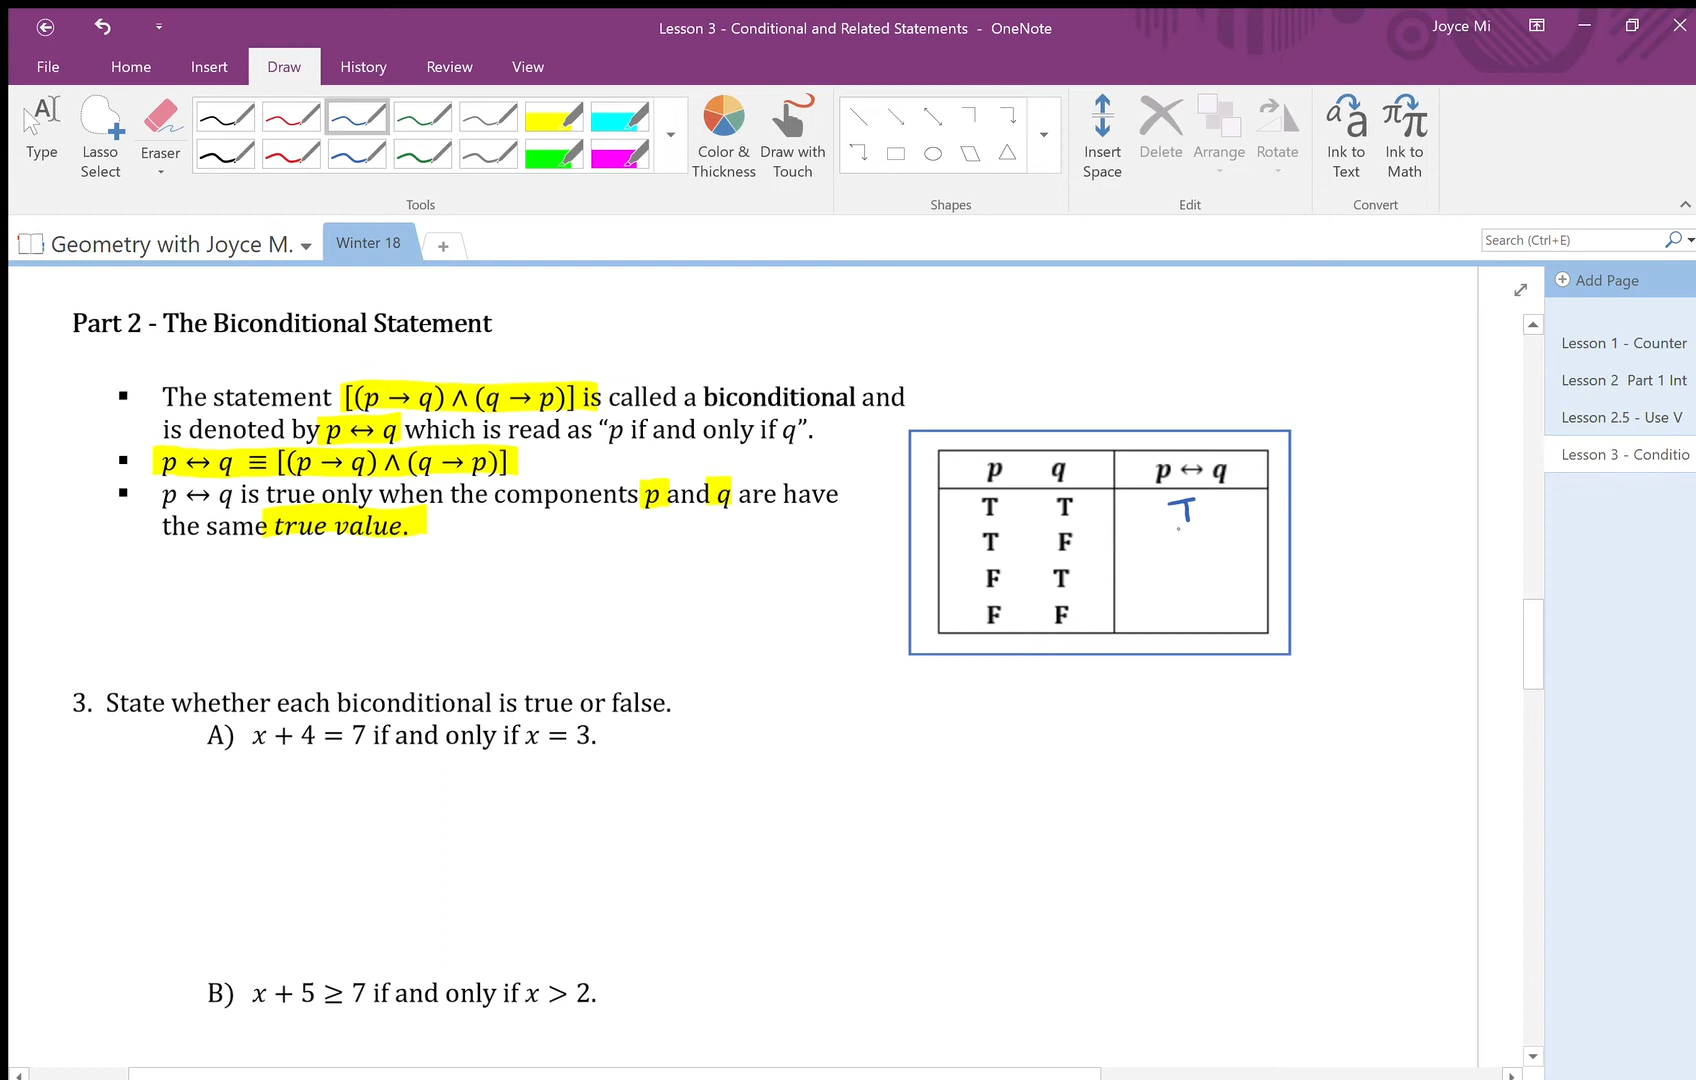 Lesson 3 - Conditional and Related Statements - OneNote
Joyce Mi
File Home Insert Draw History Review View
Type
Lasso Select
Eraser
Color & Thickness
Draw with Touch
Insert Space
Delete
Arrange
Rotate
Ink to Text
Ink to Math
Tools
Shapes
Edit
Convert
Geometry with Joyce M.
Winter 18
Search (Ctrl+E)
Add Page
Lesson 1 - Counter
Lesson 2 Part 1 Int
Lesson 2.5 - Use V
Lesson 3 - Conditio
Part 2 - The Biconditional Statement
▪ The statement [(p → q) ∧ (q → p)] is called a biconditional and
is denoted by p ↔ q which is read as “p if and only if q”.
▪ p ↔ q ≡ [(p → q) ∧ (q → p)]
▪ p ↔ q is true only when the components p and q are have
the same true value.
p q p ↔ q
T T T
T F
F T
F F
3. State whether each biconditional is true or false.
A) x + 4 = 7 if and only if x = 3.
B) x + 5 ≥ 7 if and only if x > 2.